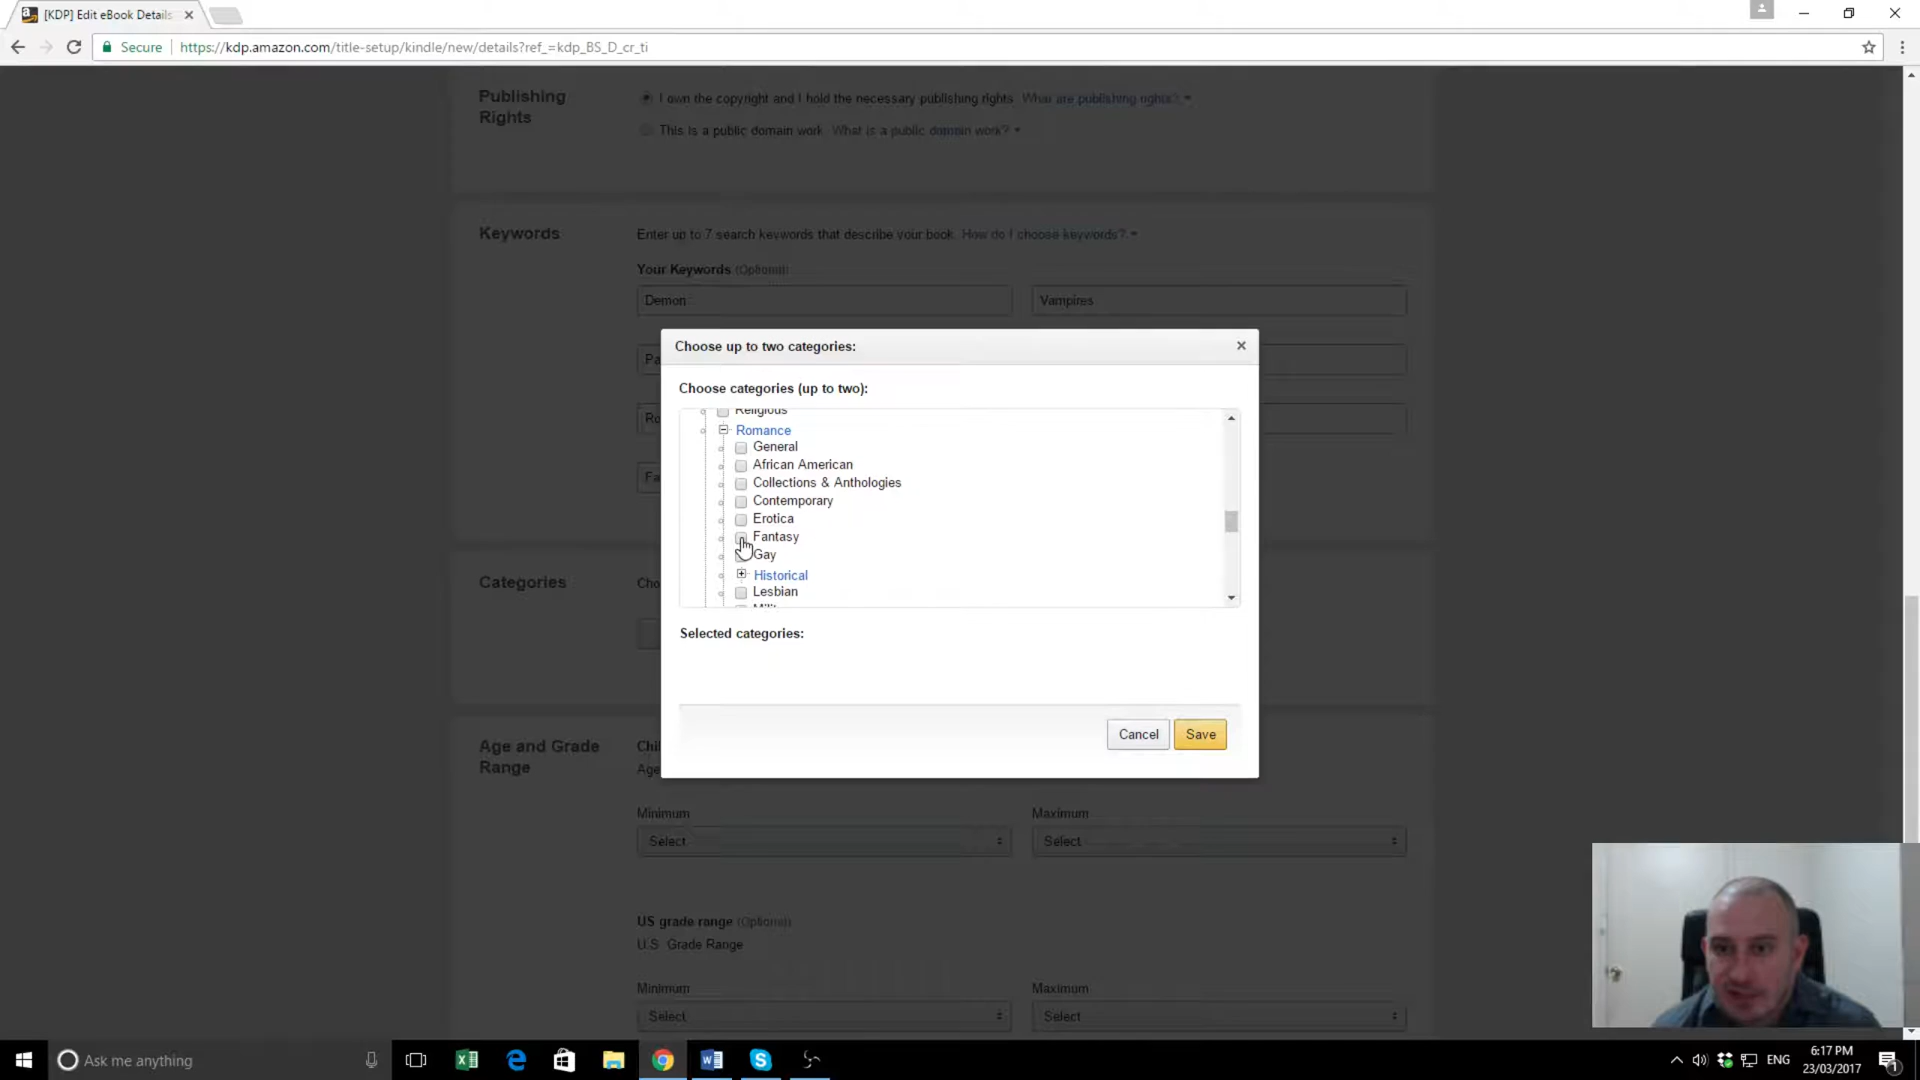 [KDP] Edit eBook Details
Secure https://kdp.amazon.com/title-setup/kindle/new/details?ref_=kdp_BS_D_cr_ti
Publishing Rights
I own the copyright and I hold the necessary publishing rights. What are publishing rights?
This is a public domain work. What is a public domain work?
Keywords
Enter up to 7 search keywords that describe your book. How do I choose keywords?
Your Keywords (Optional)
Demon
Vampires
Choose up to two categories:
Choose categories (up to two):
Religious
Romance
General
African American
Collections & Anthologies
Contemporary
Erotica
Fantasy
Gay
Historical
Lesbian
Selected categories:
Cancel
Save
Categories
Age and Grade Range
Minimum
Select
Maximum
Select
US grade range (Optional)
U.S. Grade Range
Minimum
Select
Maximum
Select
Ask me anything
ENG
6:17 PM
23/03/2017